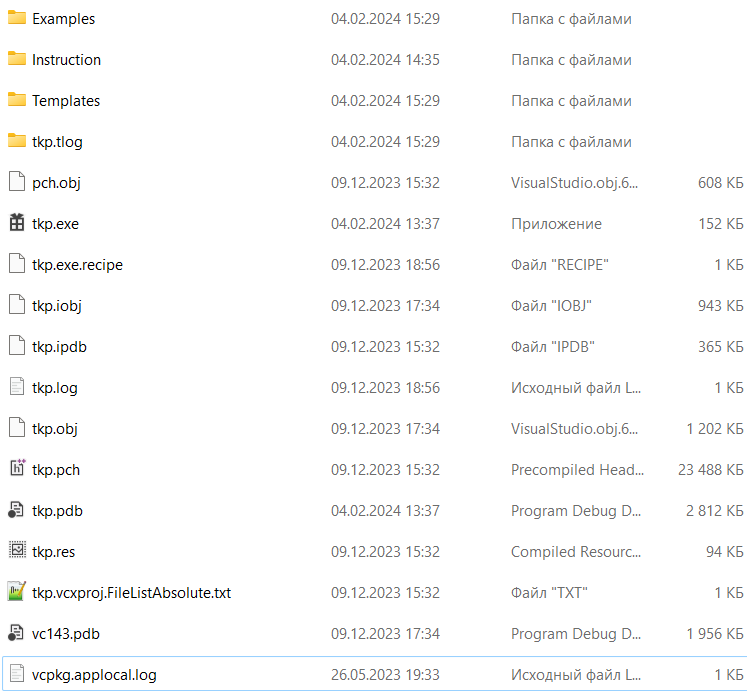 Examples 04.02.2024 15:29 Папка с файлами
Instruction 04.02.2024 14:35 Папка с файлами
Templates 04.02.2024 15:29 Папка с файлами
tkp.tlog 04.02.2024 15:29 Папка с файлами
pch.obj 09.12.2023 15:32 VisualStudio.obj.6... 608 КБ
tkp.exe 04.02.2024 13:37 Приложение 152 КБ
tkp.exe.recipe 09.12.2023 18:56 Файл "RECIPE" 1 КБ
tkp.iobj 09.12.2023 17:34 Файл "IOBJ" 943 КБ
tkp.ipdb 09.12.2023 15:32 Файл "IPDB" 365 КБ
tkp.log 09.12.2023 18:56 Исходный файл L... 1 КБ
tkp.obj 09.12.2023 17:34 VisualStudio.obj.6... 1 202 КБ
tkp.pch 09.12.2023 15:32 Precompiled Head... 23 488 КБ
tkp.pdb 04.02.2024 13:37 Program Debug D... 2 812 КБ
tkp.res 09.12.2023 15:32 Compiled Resourc... 94 КБ
tkp.vcxproj.FileListAbsolute.txt 09.12.2023 15:32 Файл "TXT" 1 КБ
vc143.pdb 09.12.2023 17:34 Program Debug D... 1 956 КБ
vcpkg.applocal.log 26.05.2023 19:33 Исходный файл L... 1 КБ